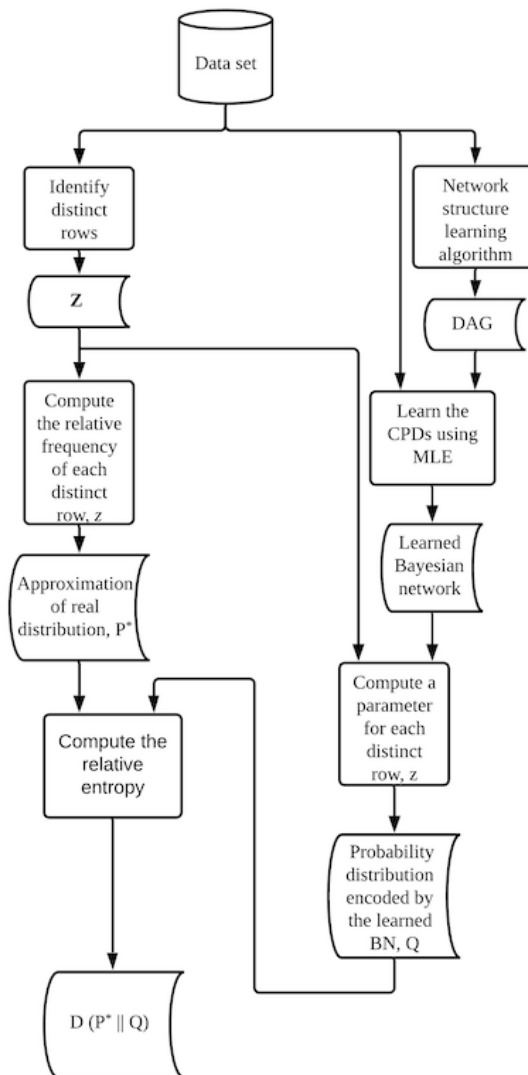 Data set
Identify
distinct
rows
Network
structure
learning
algorithm
Z
DAG
Compute
the relative
frequency
of each
distinct
row, z
Learn the
CPDs using
MLE
Approximation
of real
distribution, P*
Learned
Bayesian
network
Compute the
relative
entropy
Compute a
parameter
for each
distinct
row, z
Probability
distribution
encoded by
the learned
BN, Q
D (P* || Q)